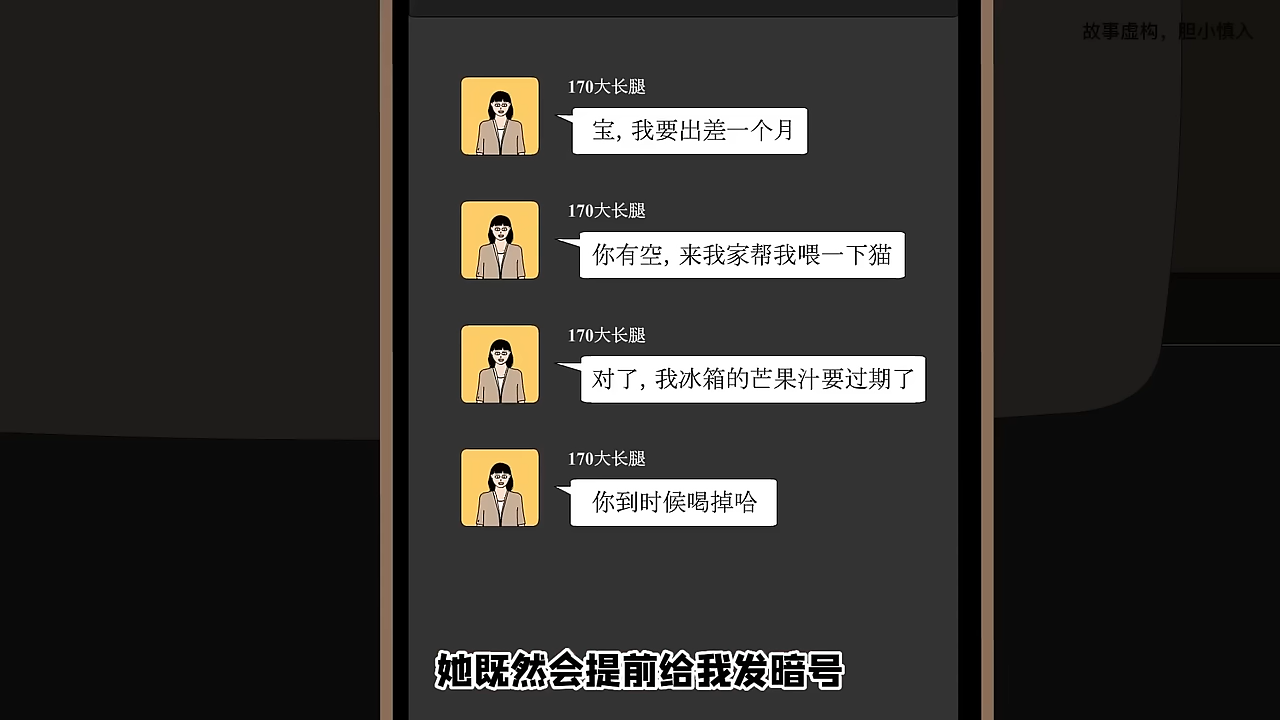 故事虚构，胆小慎入
170大长腿
宝, 我要出差一个月
170大长腿
你有空, 来我家帮我喂一下猫
170大长腿
对了, 我冰箱的芒果汁要过期了
170大长腿
你到时候喝掉哈
她既然会提前给我发暗号